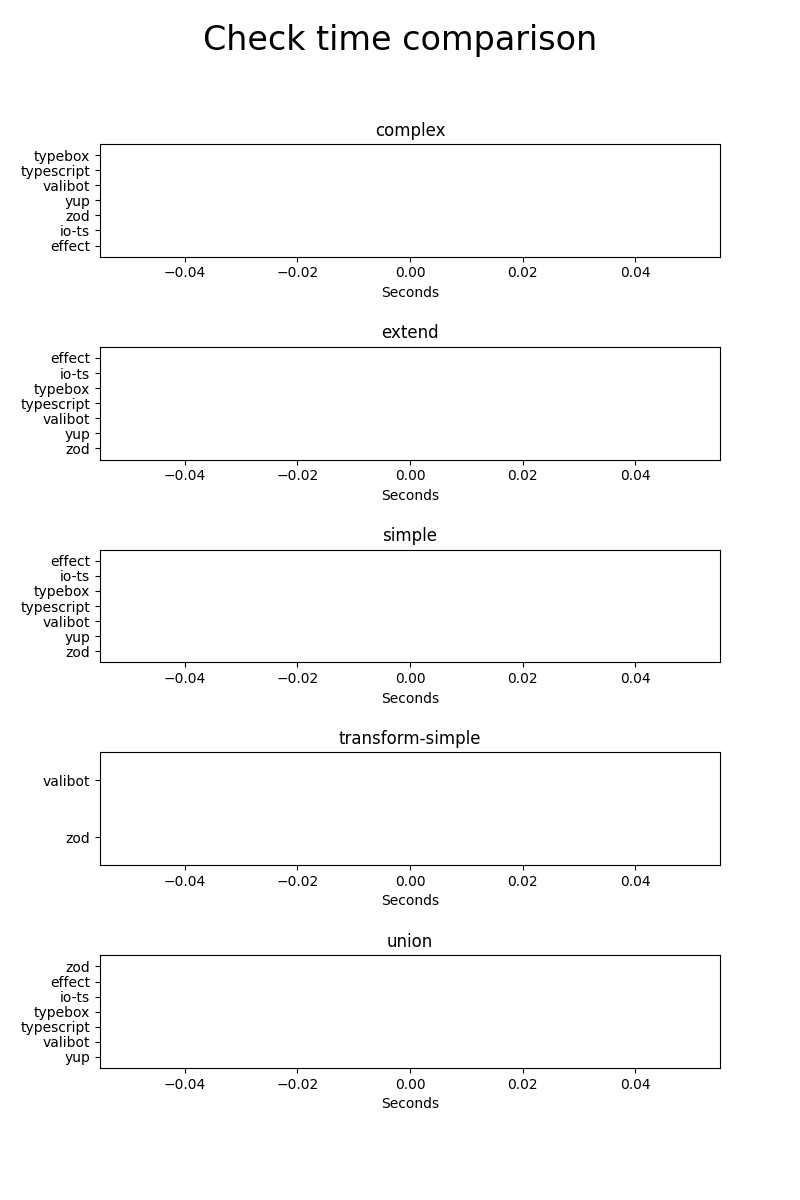 Check time comparison
complex
typebox
typescript
valibot
yup
zod
io-ts
effect
−0.04 −0.02 0.00 0.02 0.04
Seconds
extend
effect
io-ts
typebox
typescript
valibot
yup
zod
−0.04 −0.02 0.00 0.02 0.04
Seconds
simple
effect
io-ts
typebox
typescript
valibot
yup
zod
−0.04 −0.02 0.00 0.02 0.04
Seconds
transform-simple
valibot
zod
−0.04 −0.02 0.00 0.02 0.04
Seconds
union
zod
effect
io-ts
typebox
typescript
valibot
yup
−0.04 −0.02 0.00 0.02 0.04
Seconds